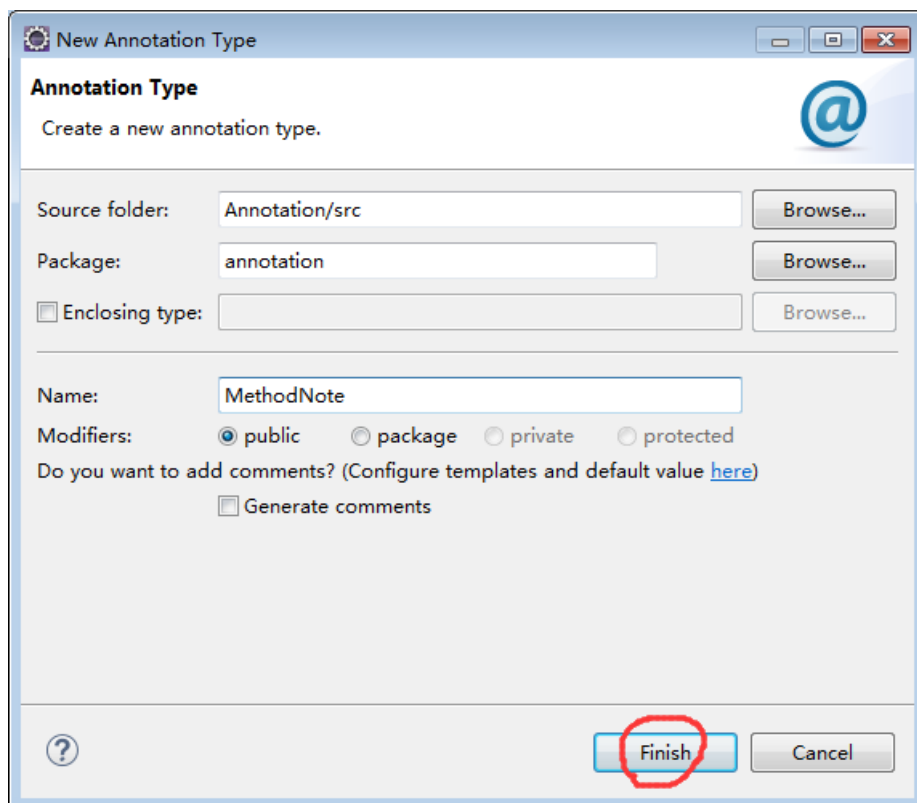 New Annotation Type
Annotation Type
Create a new annotation type.
Source folder: Annotation/src Browse...
Package: annotation Browse...
Enclosing type: Browse...
Name: MethodNote
Modifiers: public package private protected
Do you want to add comments? (Configure templates and default value here)
Generate comments
Finish Cancel